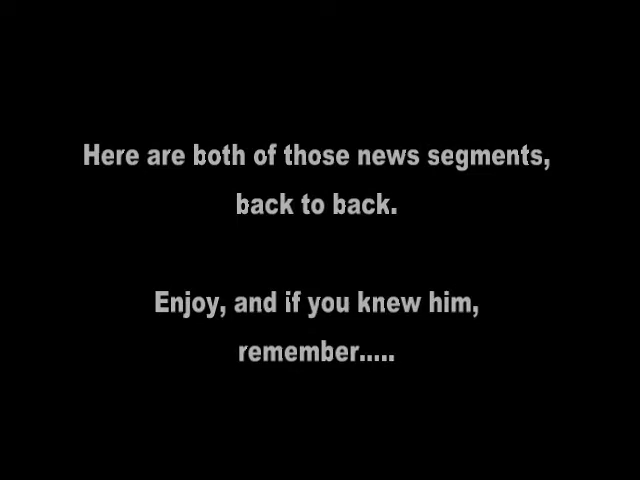 Here are both of those news segments,
back to back.
Enjoy, and if you knew him,
remember.....